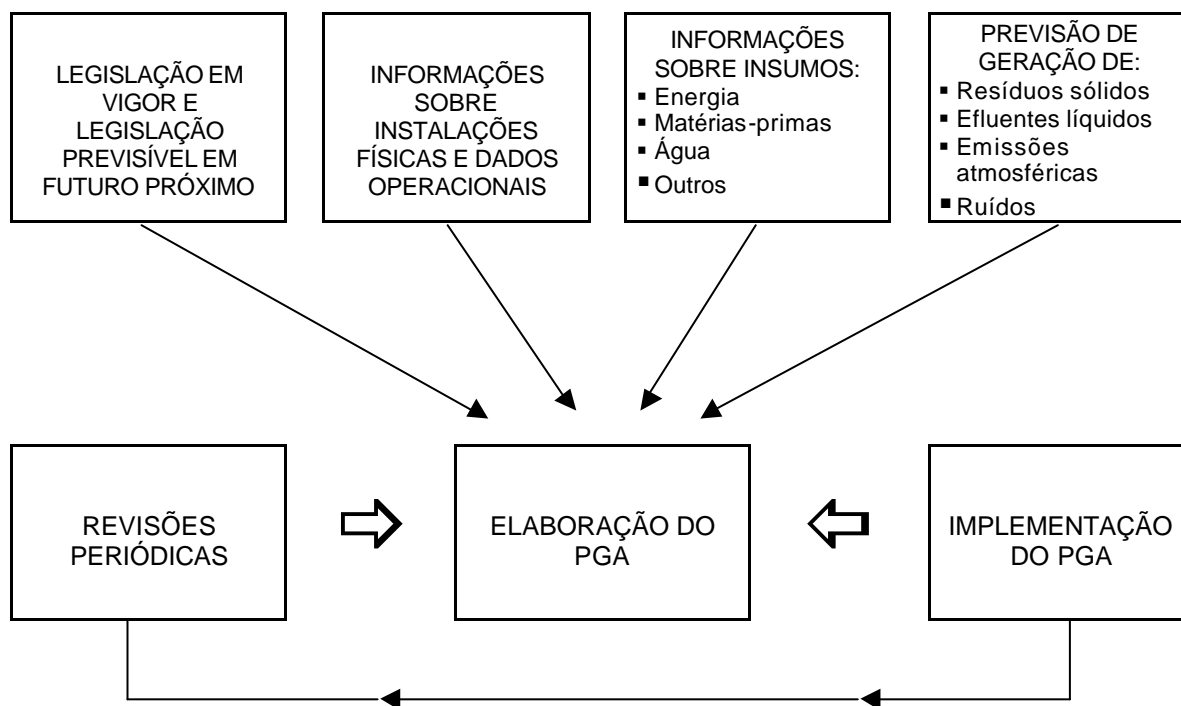 LEGISLAÇÃO EM
VIGOR E
LEGISLAÇÃO
PREVISÍVEL EM
FUTURO PRÓXIMO
INFORMAÇÕES
SOBRE
INSTALAÇÕES
FÍSICAS E DADOS
OPERACIONAIS
INFORMAÇÕES
SOBRE INSUMOS:
▪ Energia
▪ Matérias-primas
▪ Água
▪ Outros
PREVISÃO DE
GERAÇÃO DE:
▪ Resíduos sólidos
▪ Efluentes líquidos
▪ Emissões
atmosféricas
▪ Ruídos
REVISÕES
PERIÓDICAS
ELABORAÇÃO DO
PGA
IMPLEMENTAÇÃO
DO PGA